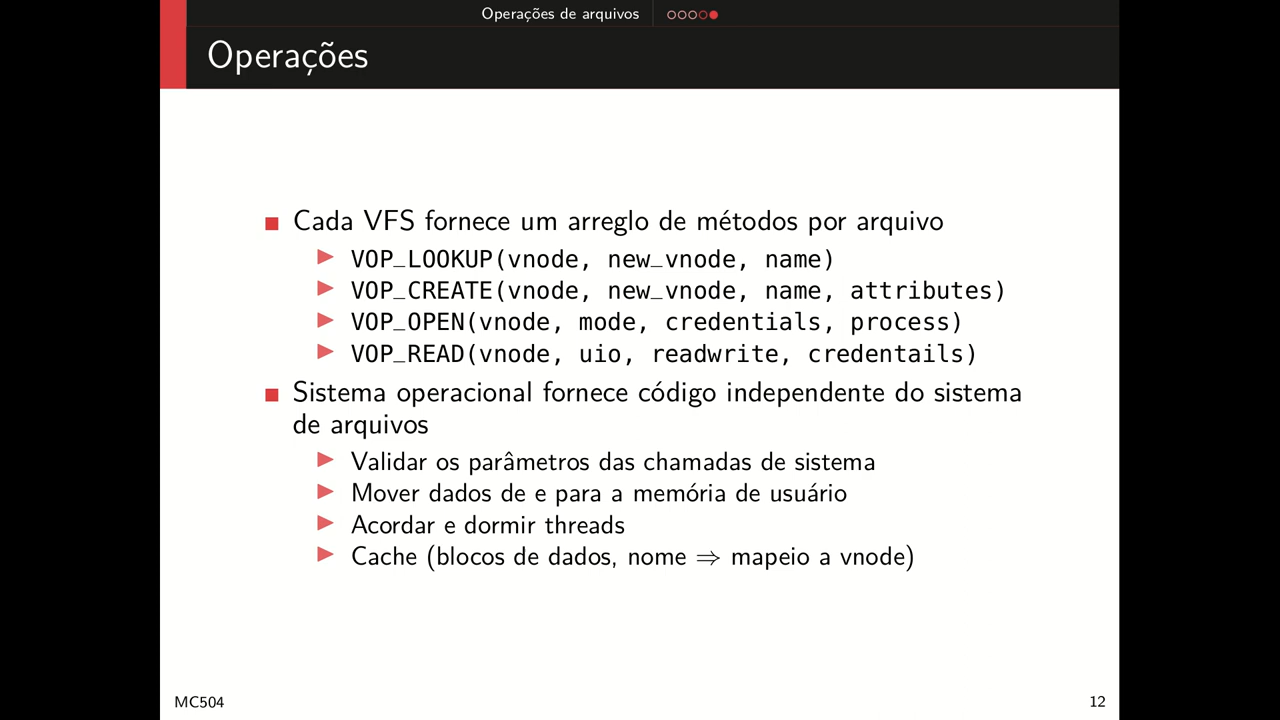 Operações de arquivos
Operações
Cada VFS fornece um arreglo de métodos por arquivo
VOP_LOOKUP(vnode, new_vnode, name)
VOP_CREATE(vnode, new_vnode, name, attributes)
VOP_OPEN(vnode, mode, credentials, process)
VOP_READ(vnode, uio, readwrite, credentails)
Sistema operacional fornece código independente do sistema
de arquivos
Validar os parâmetros das chamadas de sistema
Mover dados de e para a memória de usuário
Acordar e dormir threads
Cache (blocos de dados, nome ⇒ mapeio a vnode)
MC504
12